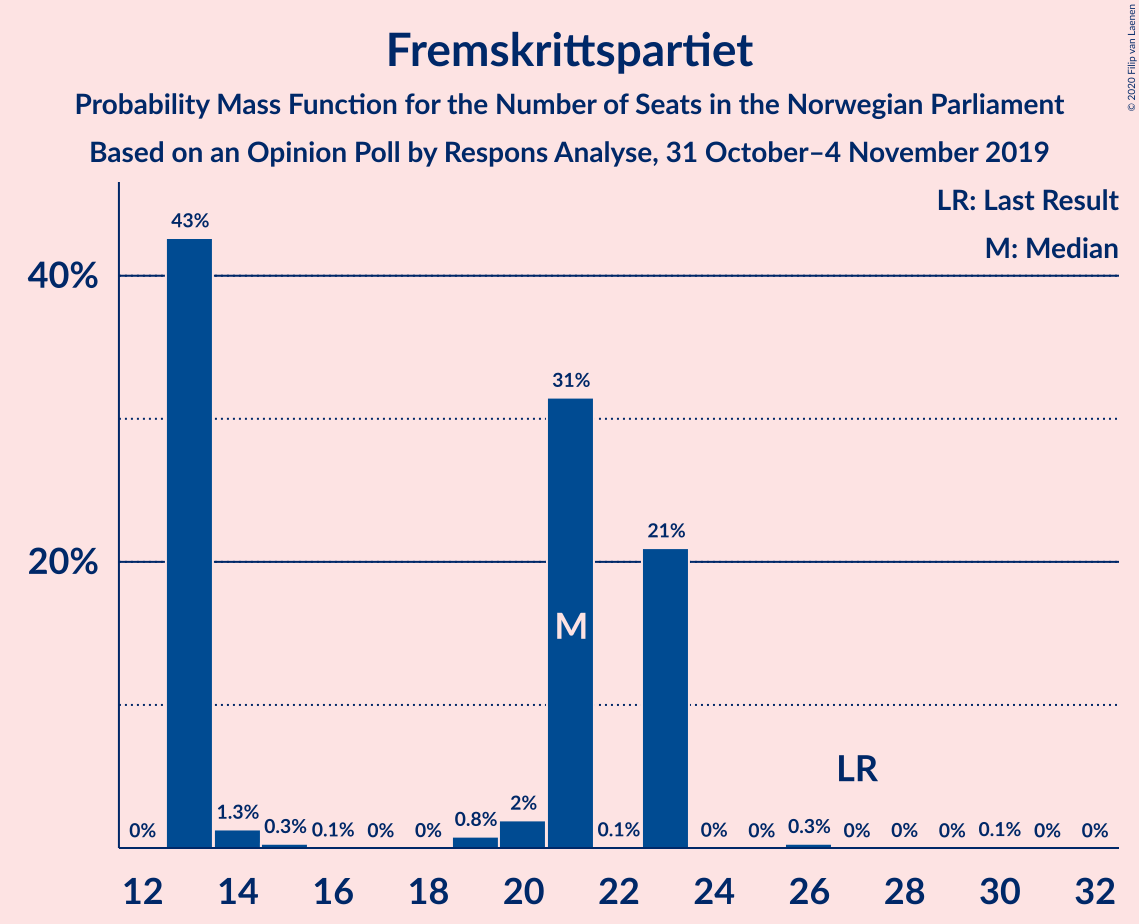 Fremskrittspartiet
Probability Mass Function for the Number of Seats in the Norwegian Parliament
Based on an Opinion Poll by Respons Analyse, 31 October–4 November 2019
© 2020 Filip van Laenen
LR: Last Result
M: Median
40%
20%
0% 43% 1.3% 0.3% 0.1% 0% 0% 0.8% 2% 31% 0.1% 21% 0% 0% 0.3% 0% 0% 0% 0.1% 0% 0%
M
LR
12 14 16 18 20 22 24 26 28 30 32